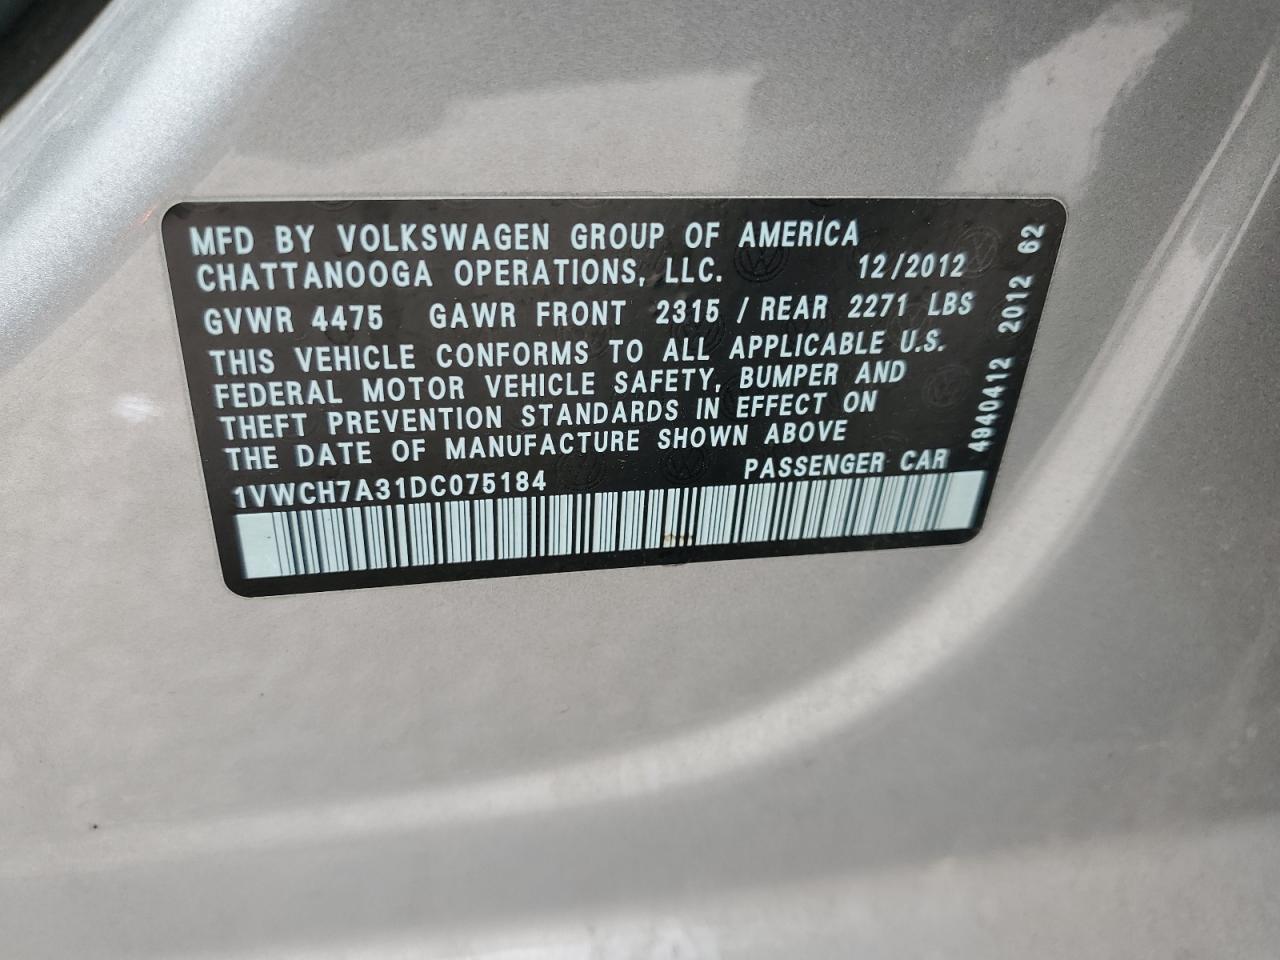 MFD BY VOLKSWAGEN GROUP OF AMERICA
CHATTANOOGA OPERATIONS, LLC. 12/2012
GVWR 4475 GAWR FRONT 2315 / REAR 2271 LBS
THIS VEHICLE CONFORMS TO ALL APPLICABLE U.S.
FEDERAL MOTOR VEHICLE SAFETY, BUMPER AND
THEFT PREVENTION STANDARDS IN EFFECT ON
THE DATE OF MANUFACTURE SHOWN ABOVE
1VWCH7A31DC075184 PASSENGER CAR
4940412 2012 62